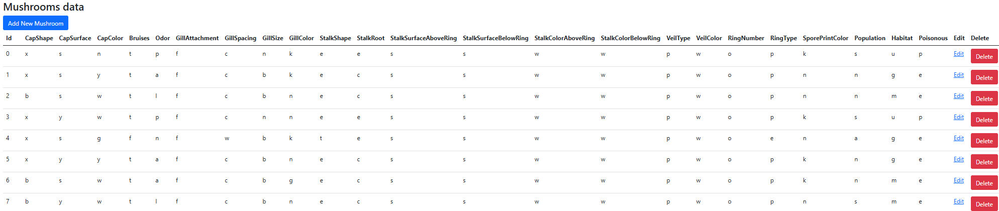 Mushrooms data
Add New Mushroom
Id CapShape CapSurface CapColor Bruises Odor GillAttachment GillSpacing GillSize GillColor StalkShape StalkRoot StalkSurfaceAboveRing StalkSurfaceBelowRing StalkColorAboveRing StalkColorBelowRing VeilType VeilColor RingNumber RingType SporePrintColor Population Habitat Poisonous Edit Delete
0 x s n t p f c n k e e s s w w p w o p k s u p Edit Delete
1 x s y t a f c b k e c s s w w p w o p n n g e Edit Delete
2 b s w t l f c b n e c s s w w p w o p n n m e Edit Delete
3 x y w t p f c n n e e s s w w p w o p k s u p Edit Delete
4 x s g f n f w b k t e s s w w p w o e n a g e Edit Delete
5 x y y t a f c b n e c s s w w p w o p k n g e Edit Delete
6 b s w t a f c b g e c s s w w p w o p k n m e Edit Delete
7 b y w t l f c b n e c s s w w p w o p n s m e Edit Delete